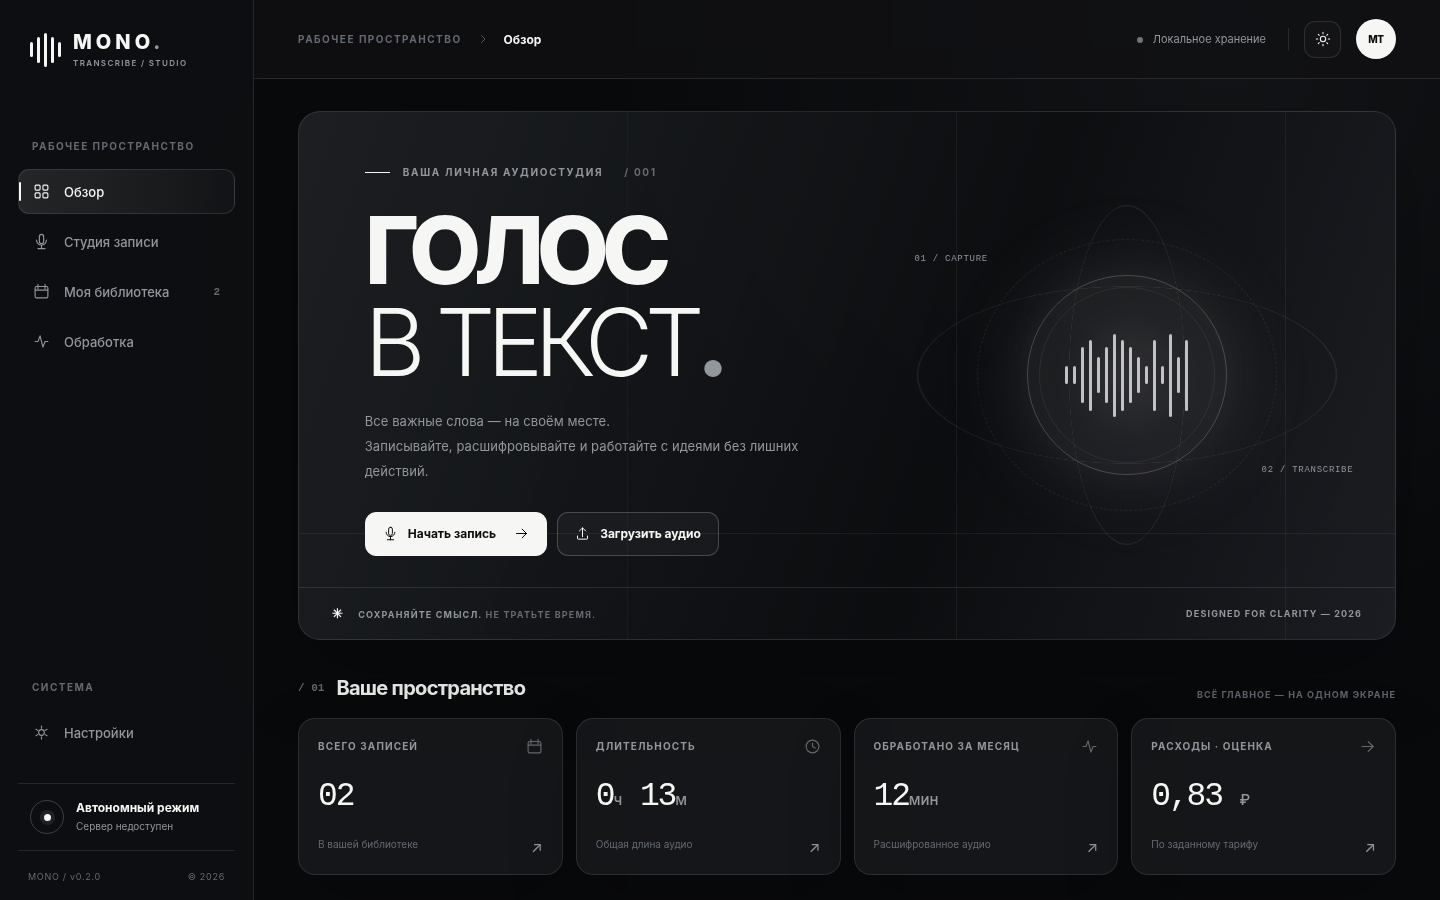 MONO.
TRANSCRIBE / STUDIO
РАБОЧЕЕ ПРОСТРАНСТВО
Обзор
Студия записи
Моя библиотека 2
Обработка
СИСТЕМА
Настройки
Автономный режим
Сервер недоступен
MONO / v0.2.0 © 2026
РАБОЧЕЕ ПРОСТРАНСТВО > Обзор
Локальное хранение
МТ
ВАША ЛИЧНАЯ АУДИОСТУДИЯ / 001
ГОЛОС
В ТЕКСТ.
Все важные слова — на своём месте.
Записывайте, расшифровывайте и работайте с идеями без лишних
действий.
Начать запись →
Загрузить аудио
01 / CAPTURE
02 / TRANSCRIBE
СОХРАНЯЙТЕ СМЫСЛ. НЕ ТРАТЬТЕ ВРЕМЯ.
DESIGNED FOR CLARITY — 2026
/ 01 Ваше пространство
ВСЁ ГЛАВНОЕ — НА ОДНОМ ЭКРАНЕ
ВСЕГО ЗАПИСЕЙ
02
В вашей библиотеке
ДЛИТЕЛЬНОСТЬ
0ч 13м
Общая длина аудио
ОБРАБОТАНО ЗА МЕСЯЦ
12мин
Расшифрованное аудио
РАСХОДЫ · ОЦЕНКА
0,83 ₽
По заданному тарифу